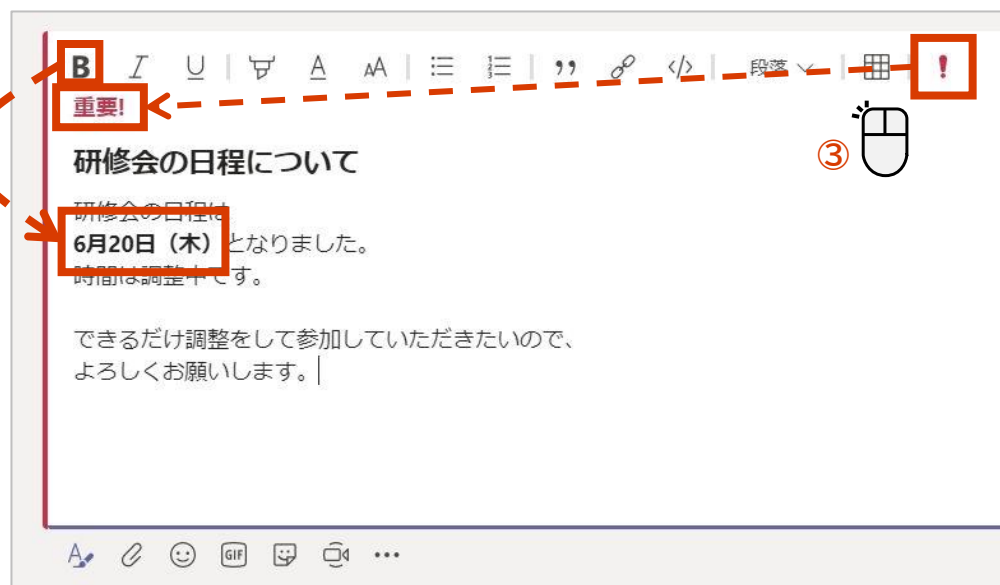 B I U A AA 段落
重要!
③
研修会の日程について
研修会の日程は
6月20日（木）となりました。
時間は調整中です。
できるだけ調整をして参加していただきたいので、
よろしくお願いします。
GIF